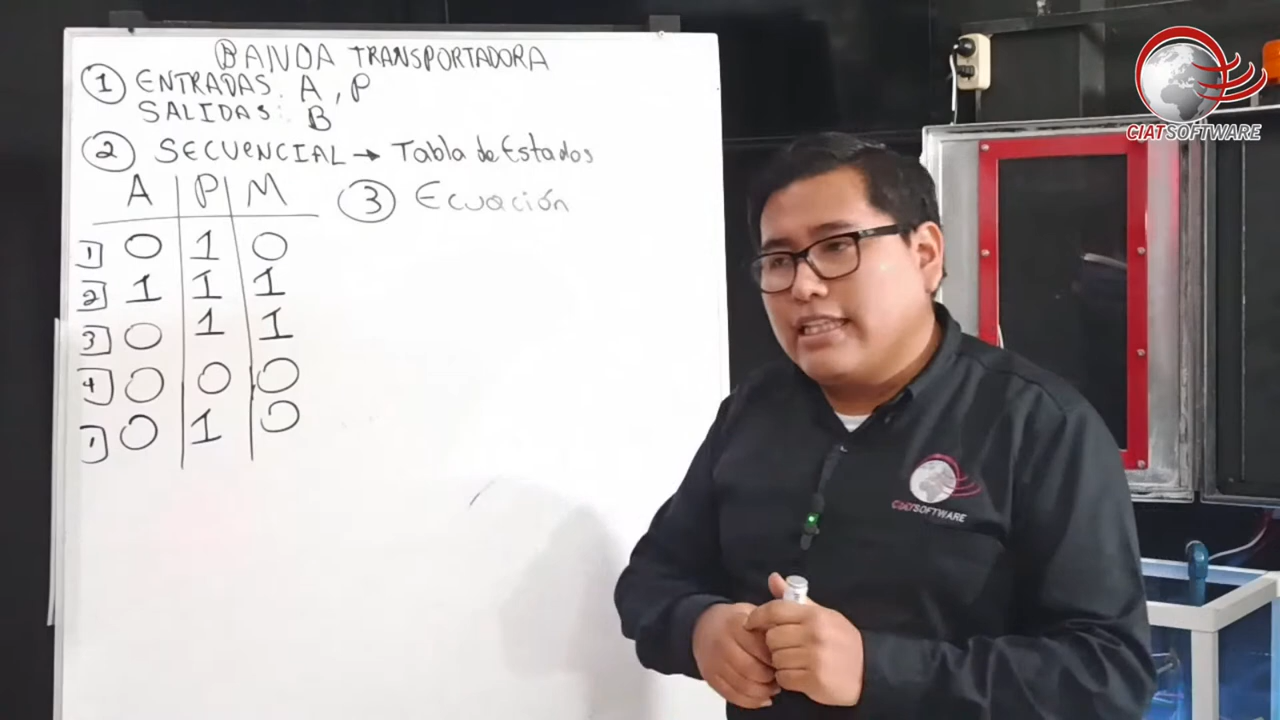 BANDA TRANSPORTADORA
1 ENTRADAS: A, P
SALIDAS: B
2 SECUENCIAL → Tabla de Estados
A P M
3 Ecuación
1 0 1 0
2 1 1 1
3 0 1 1
4 0 0 0
1 0 1 0
CIATSOFTWARE
CIATSOFTWARE